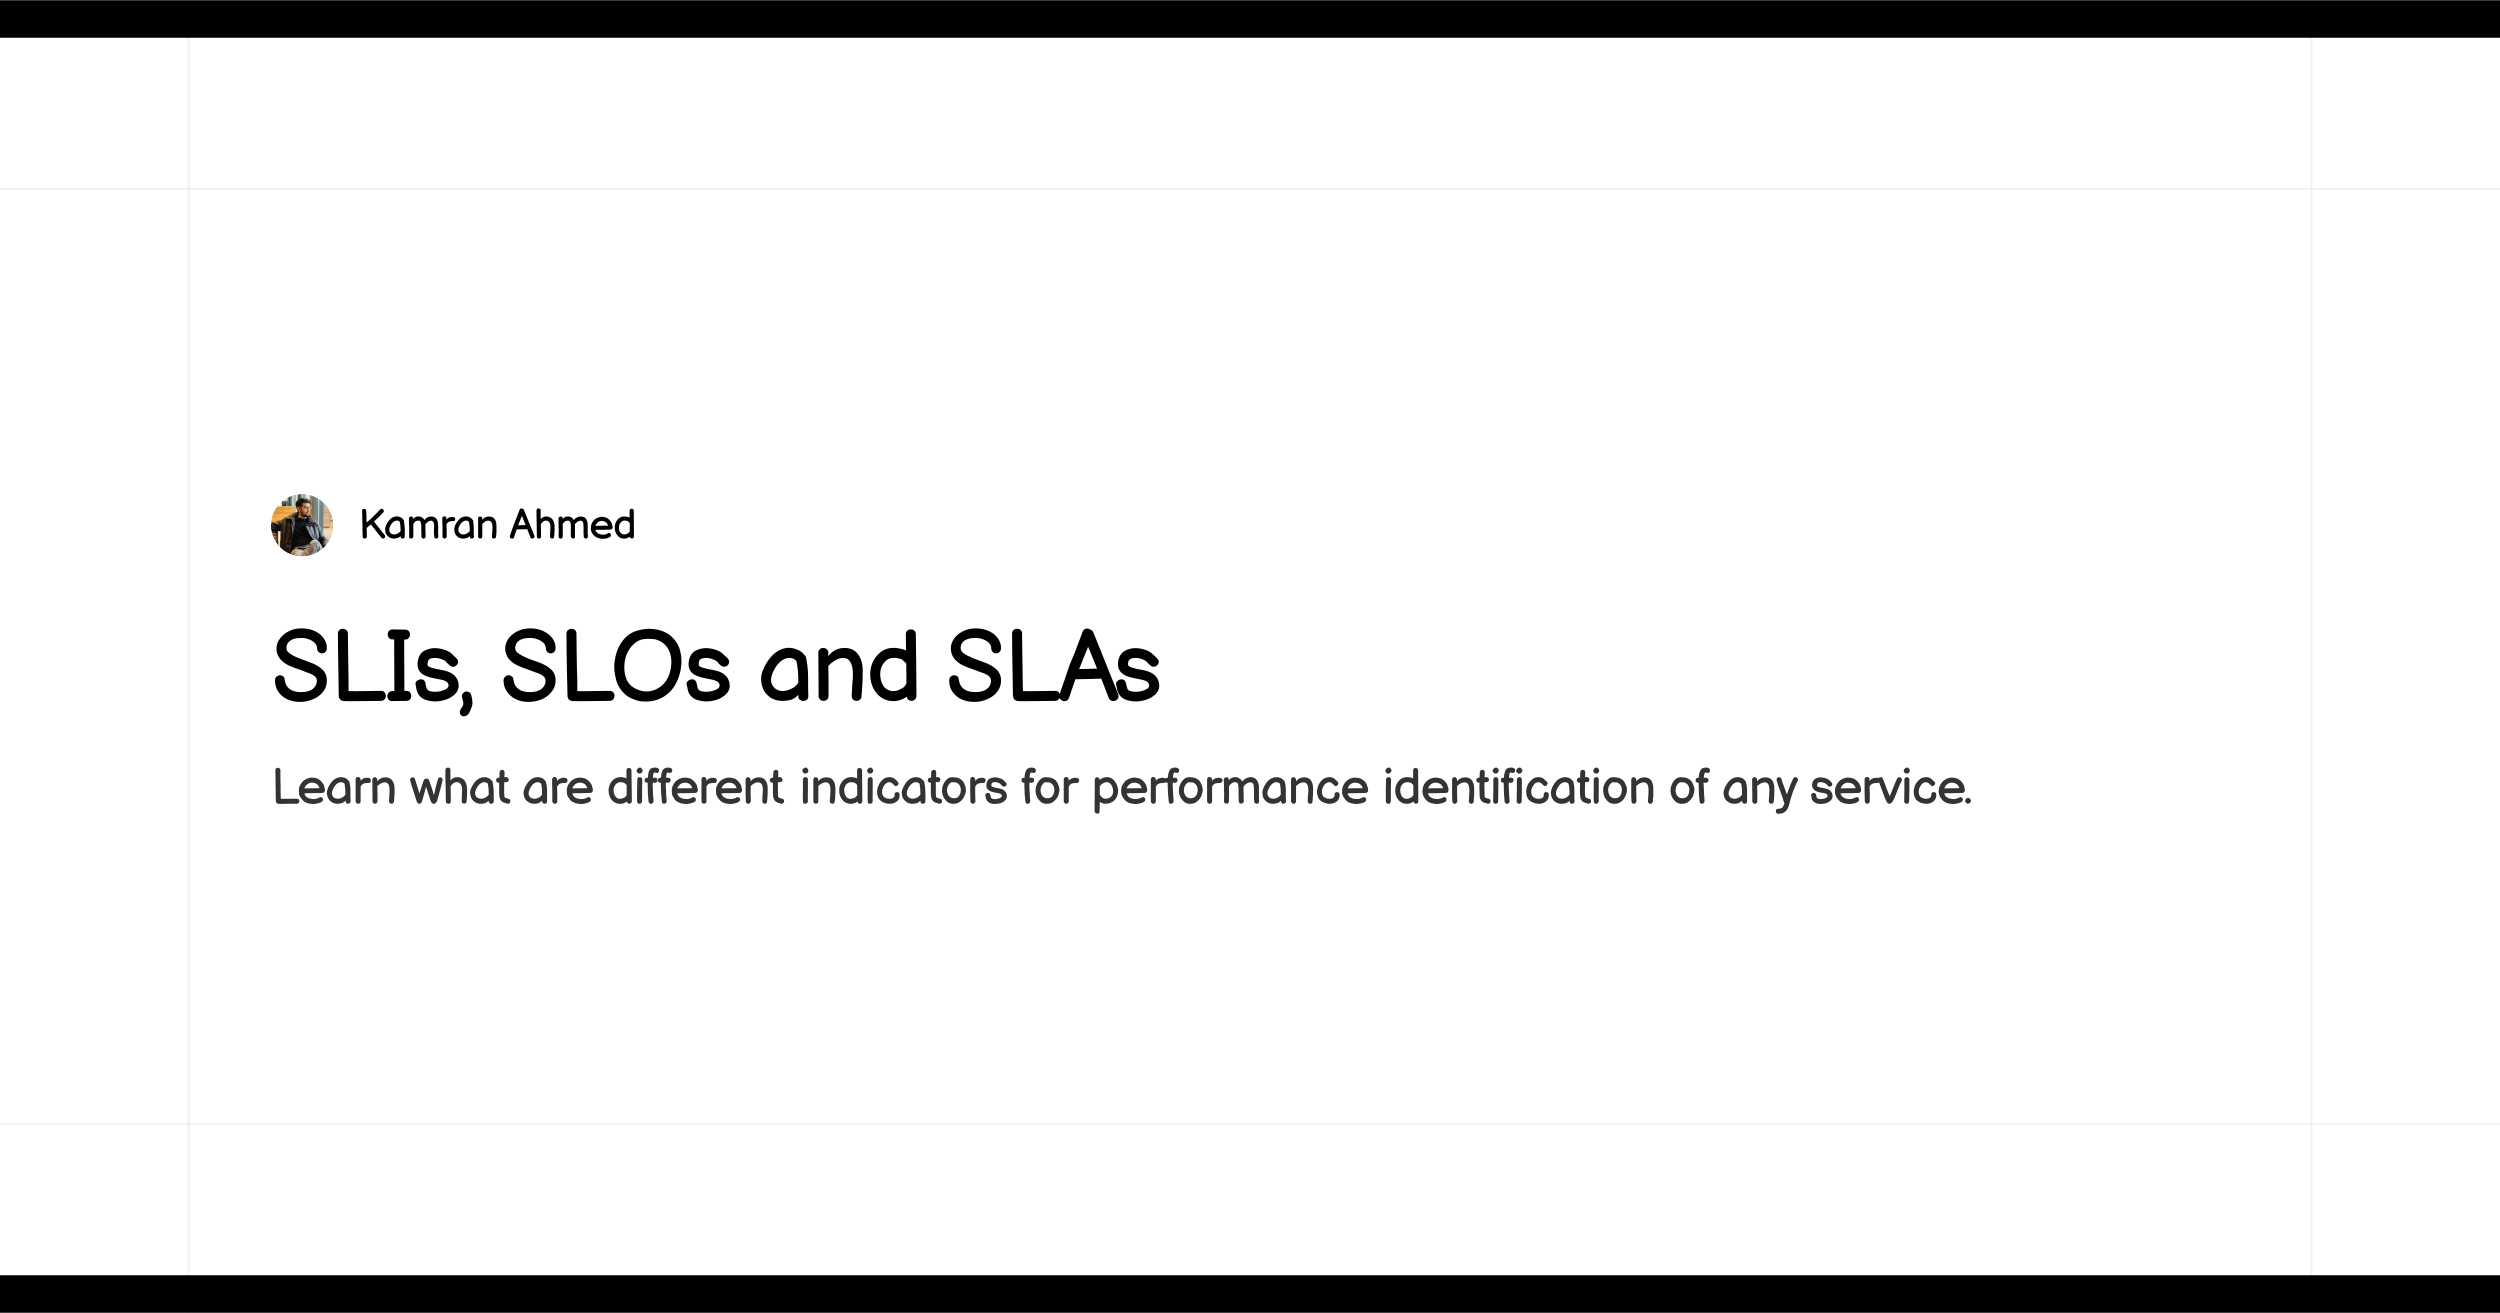 Kamran Ahmed
SLIs, SLOs and SLAs
Learn what are different indicators for performance identification of any service.